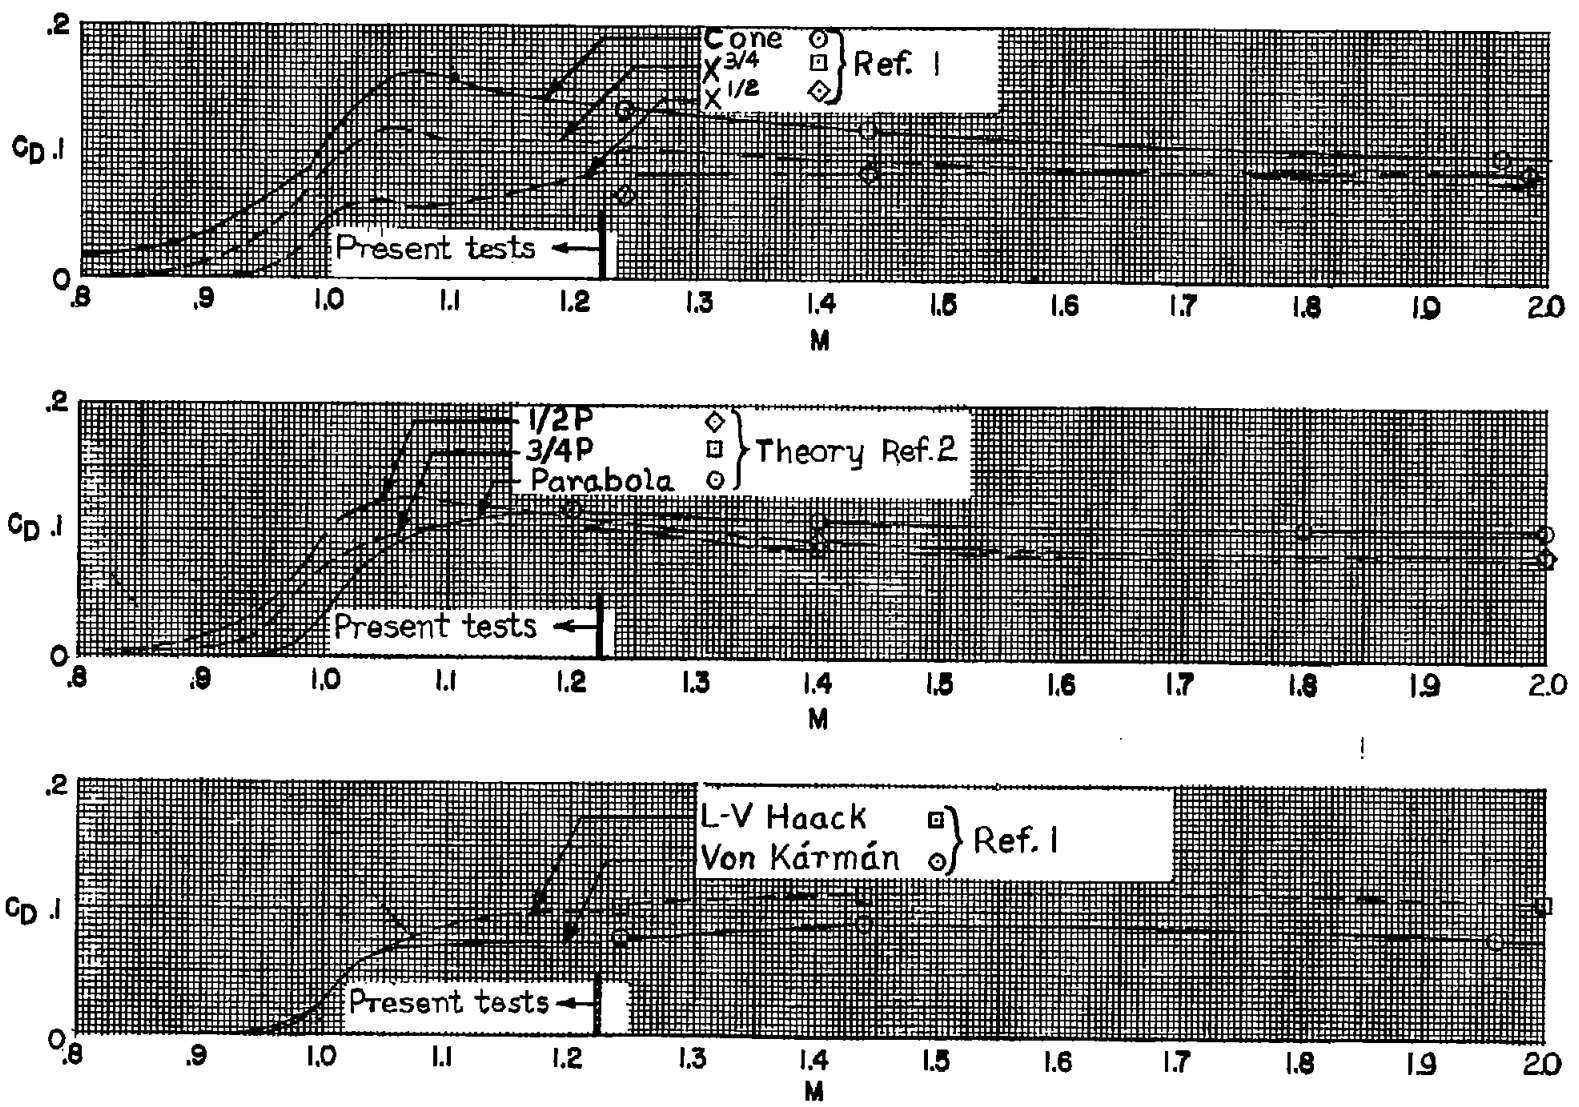 .2
Cone ⊙
X3/4 ⊡ } Ref. 1
X1/2
CD .1
Present tests
0
.8 .9 1.0 1.1 1.2 1.3 1.4 1.5 1.6 1.7 1.8 1.9 2.0
M
.2
1/2P
3/4P ⊡ } Theory Ref.2
Parabola ⊙
CD .1
Present tests
0
.8 .9 1.0 1.1 1.2 1.3 1.4 1.5 1.6 1.7 1.8 1.9 2.0
M
.2
L-V Haack ⊡ } Ref. 1
Von Kármán ⊙
CD .1
Present tests
0
.8 .9 1.0 1.1 1.2 1.3 1.4 1.5 1.6 1.7 1.8 1.9 2.0
M